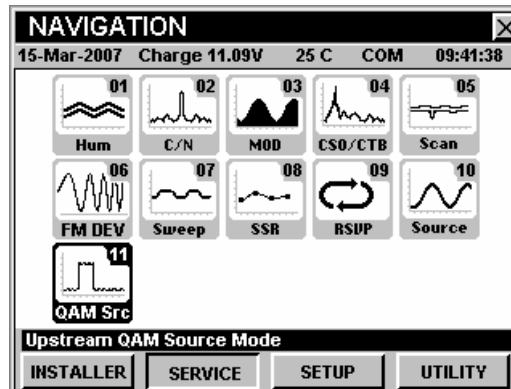 NAVIGATION
15-Mar-2007 Charge 11.09V 25 C COM 09:41:38
01 02 03 04 05
Hum C/N MOD CSO/CTB Scan
06 07 08 09 10
FM DEV Sweep SSR RSVP Source
11
QAM Src
Upstream QAM Source Mode
INSTALLER SERVICE SETUP UTILITY